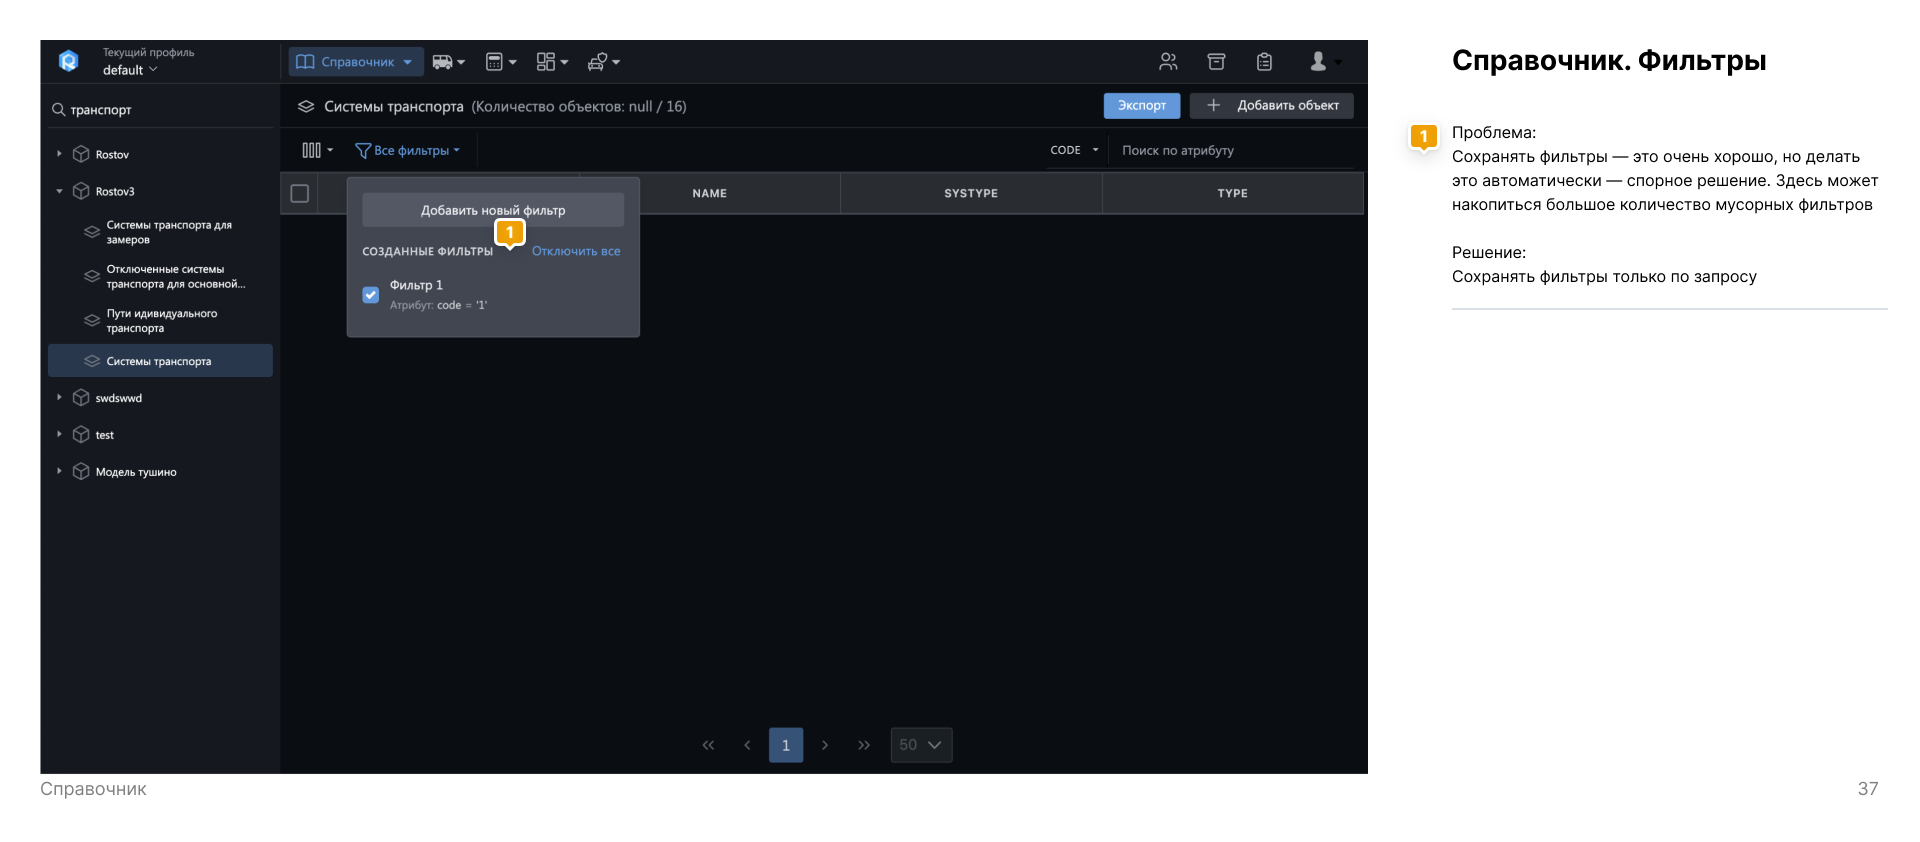 Текущий профиль
default
Справочник
транспорт
Rostov
Rostov3
Системы транспорта для
замеров
Отключенные системы
транспорта для основной...
Пути идивидуального
транспорта
Системы транспорта
swdswwd
test
Модель тушино
Системы транспорта (Количество объектов: null / 16)
Экспорт
Добавить объект
Все фильтры
CODE
Поиск по атрибуту
NAME
SYSTYPE
TYPE
Добавить новый фильтр
1
СОЗДАННЫЕ ФИЛЬТРЫ
Отключить все
Фильтр 1
Атрибут: code = '1'
1
50
Справочник. Фильтры
1
Проблема:
Сохранять фильтры — это очень хорошо, но делать
это автоматически — спорное решение. Здесь может
накопиться большое количество мусорных фильтров
Решение:
Сохранять фильтры только по запросу
Справочник
37